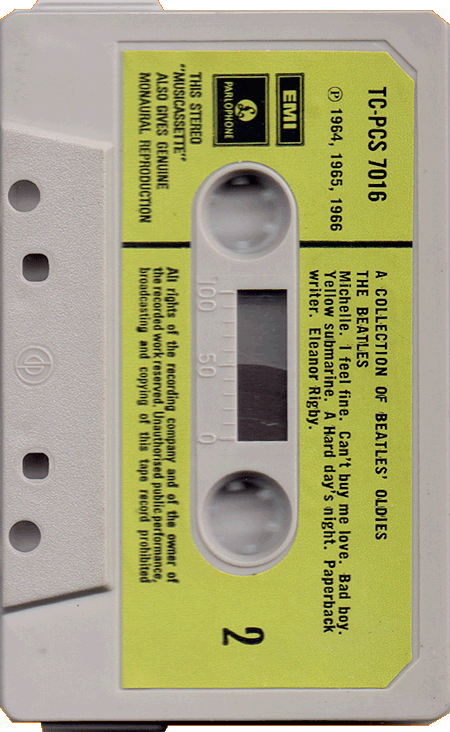 TC-PCS 7016
Ⓟ 1964, 1965, 1966
A COLLECTION OF BEATLES' OLDIES
THE BEATLES
Michelle. I feel fine. Can't buy me love. Bad boy.
Yellow submarine. A Hard day's night. Paperback
writer. Eleanor Rigby.
EMI
PARLOPHONE
THIS STEREO
"MUSICASSETTE"
ALSO GIVES GENUINE
MONAURAL REPRODUCTION
100 50 0
2
All rights of the recording company and of the owner of
the recorded work reserved. Unauthorised public performance,
broadcasting and copying of this tape record prohibited